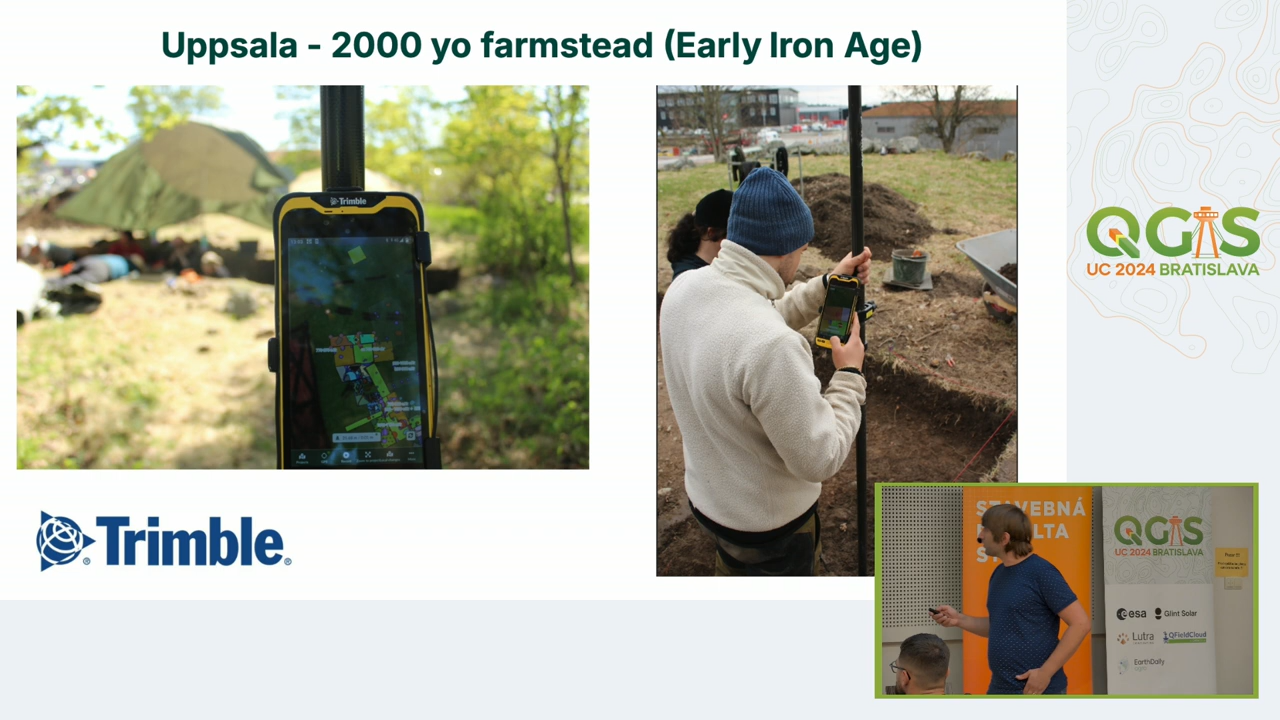 Uppsala - 2000 yo farmstead (Early Iron Age)
Trimble
Trimble
QGIS
UC 2024 BRATISLAVA
STAVEBNÁ
QGIS
UC 2024 BRATISLAVA
esa
Glint Solar
Lutra
QFieldCloud
EarthDaily